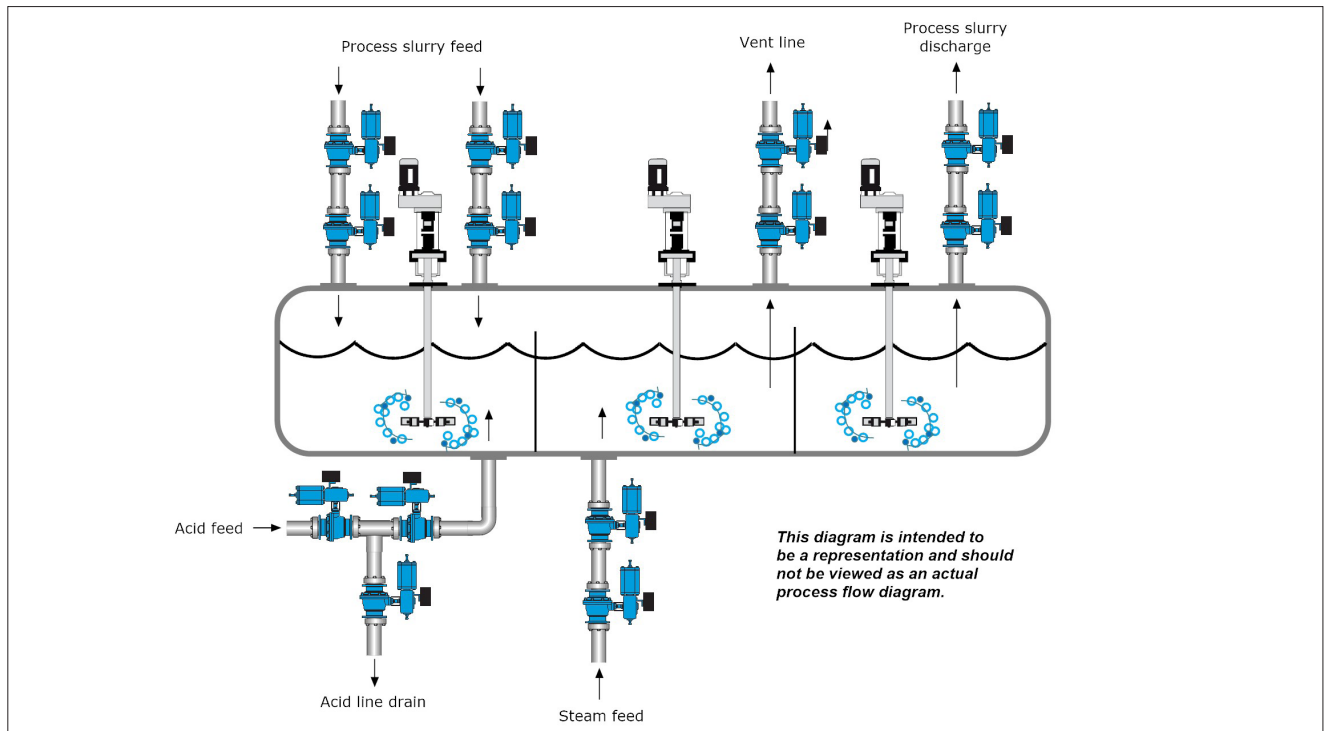 Process slurry feed
Vent line
Process slurry
discharge
Acid feed
Acid line drain
Steam feed
This diagram is intended to
be a representation and should
not be viewed as an actual
process flow diagram.